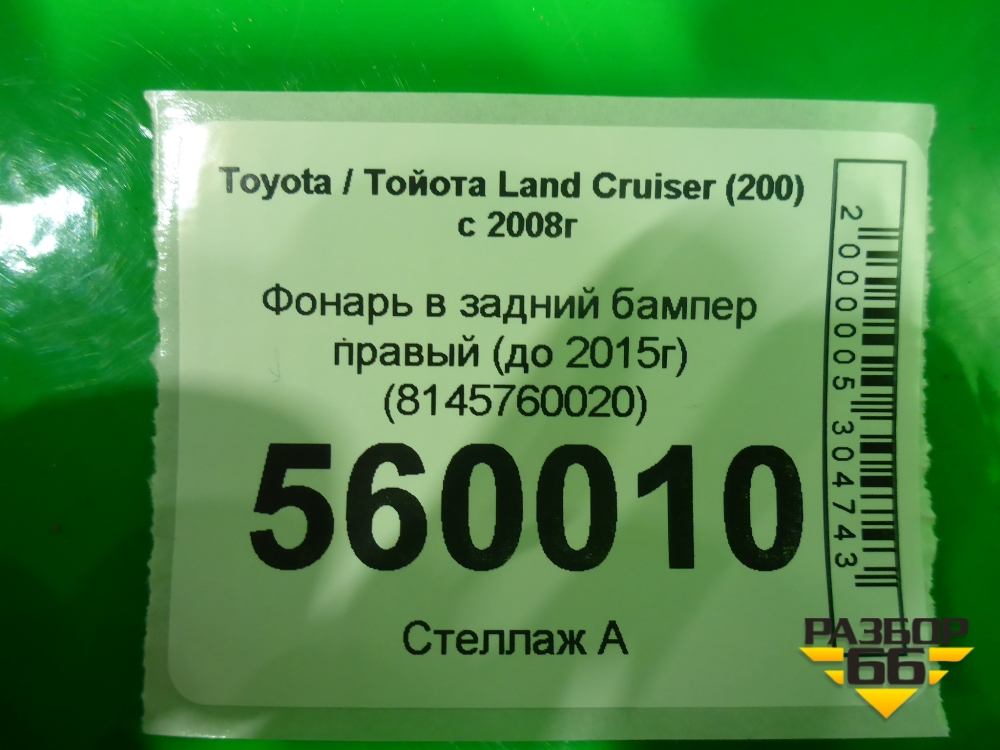 Toyota / Тойота Land Cruiser (200)
с 2008г
Фонарь в задний бампер
правый (до 2015г)
(8145760020)
560010
Стеллаж А
2000005304743
РАЗБОР
66